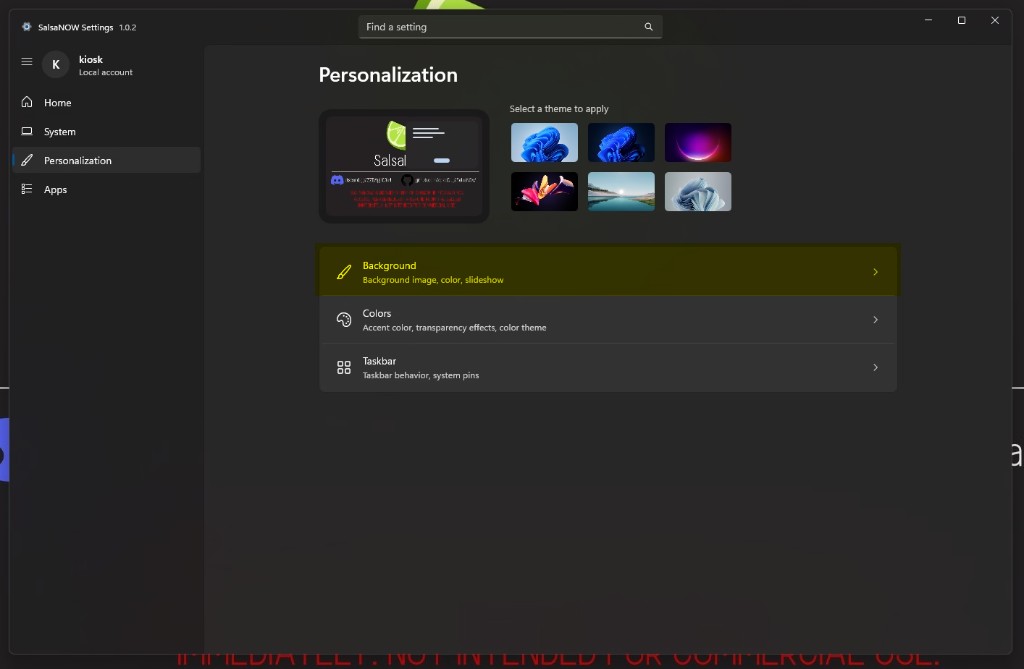 SalsaNOW Settings 1.0.2
Find a setting
K
kiosk
Local account
Home
System
Personalization
Apps
Personalization
Select a theme to apply
Salsal
Background
Background image, color, slideshow
Colors
Accent color, transparency effects, color theme
Taskbar
Taskbar behavior, system pins
a
IMMEDIATELY. NOT INTENDED FOR COMMERCIAL USE.